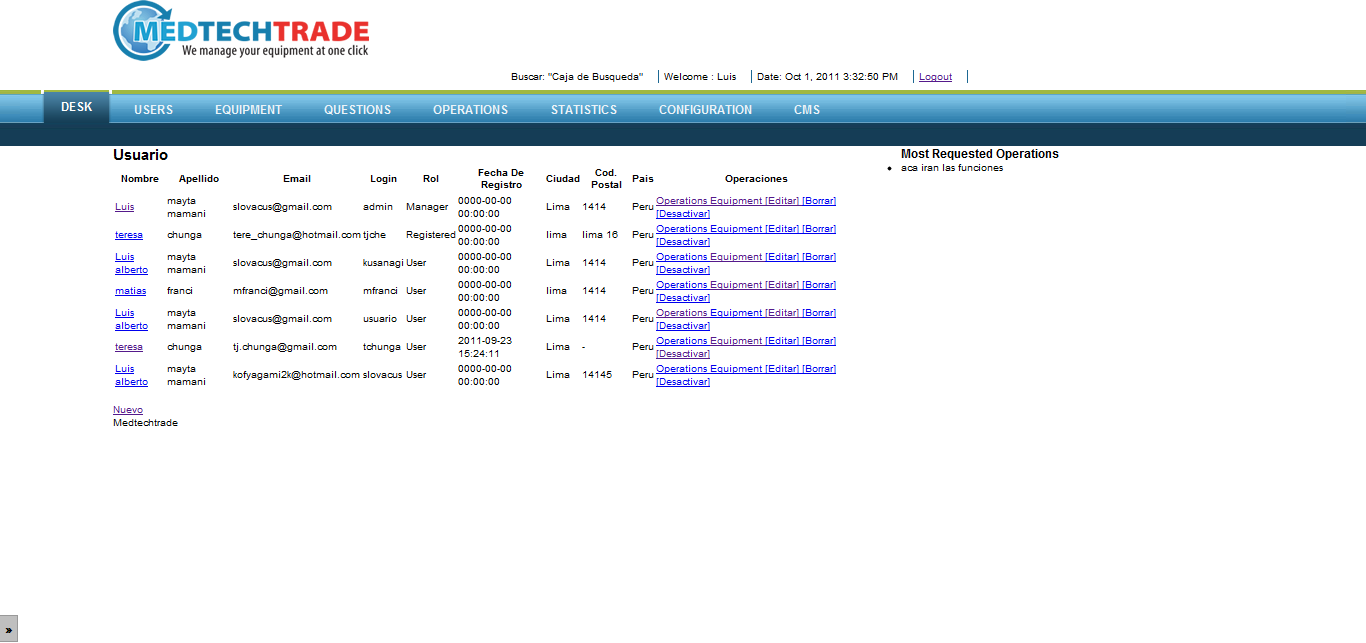 MEDTECHTRADE
We manage your equipment at one click
Buscar: "Caja de Busqueda" Welcome : Luis Date: Oct 1, 2011 3:32:50 PM Logout
DESK USERS EQUIPMENT QUESTIONS OPERATIONS STATISTICS CONFIGURATION CMS
Usuario
Most Requested Operations
aca iran las funciones
Nombre Apellido Email Login Rol Fecha De Registro Ciudad Cod. Postal Pais Operaciones
Luis mayta mamani slovacus@gmail.com admin Manager 0000-00-00 00:00:00 Lima 1414 Peru Operations Equipment [Editar] [Borrar] [Desactivar]
teresa chunga tere_chunga@hotmail.com tjche Registered 0000-00-00 00:00:00 lima lima 16 Peru Operations Equipment [Editar] [Borrar] [Desactivar]
Luis alberto mayta mamani slovacus@gmail.com kusanagi User 0000-00-00 00:00:00 Lima 1414 Peru Operations Equipment [Editar] [Borrar] [Desactivar]
matias franci mfranci@gmail.com mfranci User 0000-00-00 00:00:00 lima 1414 Peru Operations Equipment [Editar] [Borrar] [Desactivar]
Luis alberto mayta mamani slovacus@gmail.com usuario User 0000-00-00 00:00:00 Lima 1414 Peru Operations Equipment [Editar] [Borrar] [Desactivar]
teresa chunga tj.chunga@gmail.com tchunga User 2011-09-23 15:24:11 Lima - Peru Operations Equipment [Editar] [Borrar] [Desactivar]
Luis alberto mayta mamani kofyagami2k@hotmail.com slovacus User 0000-00-00 00:00:00 Lima 14145 Peru Operations Equipment [Editar] [Borrar] [Desactivar]
Nuevo
Medtechtrade
»